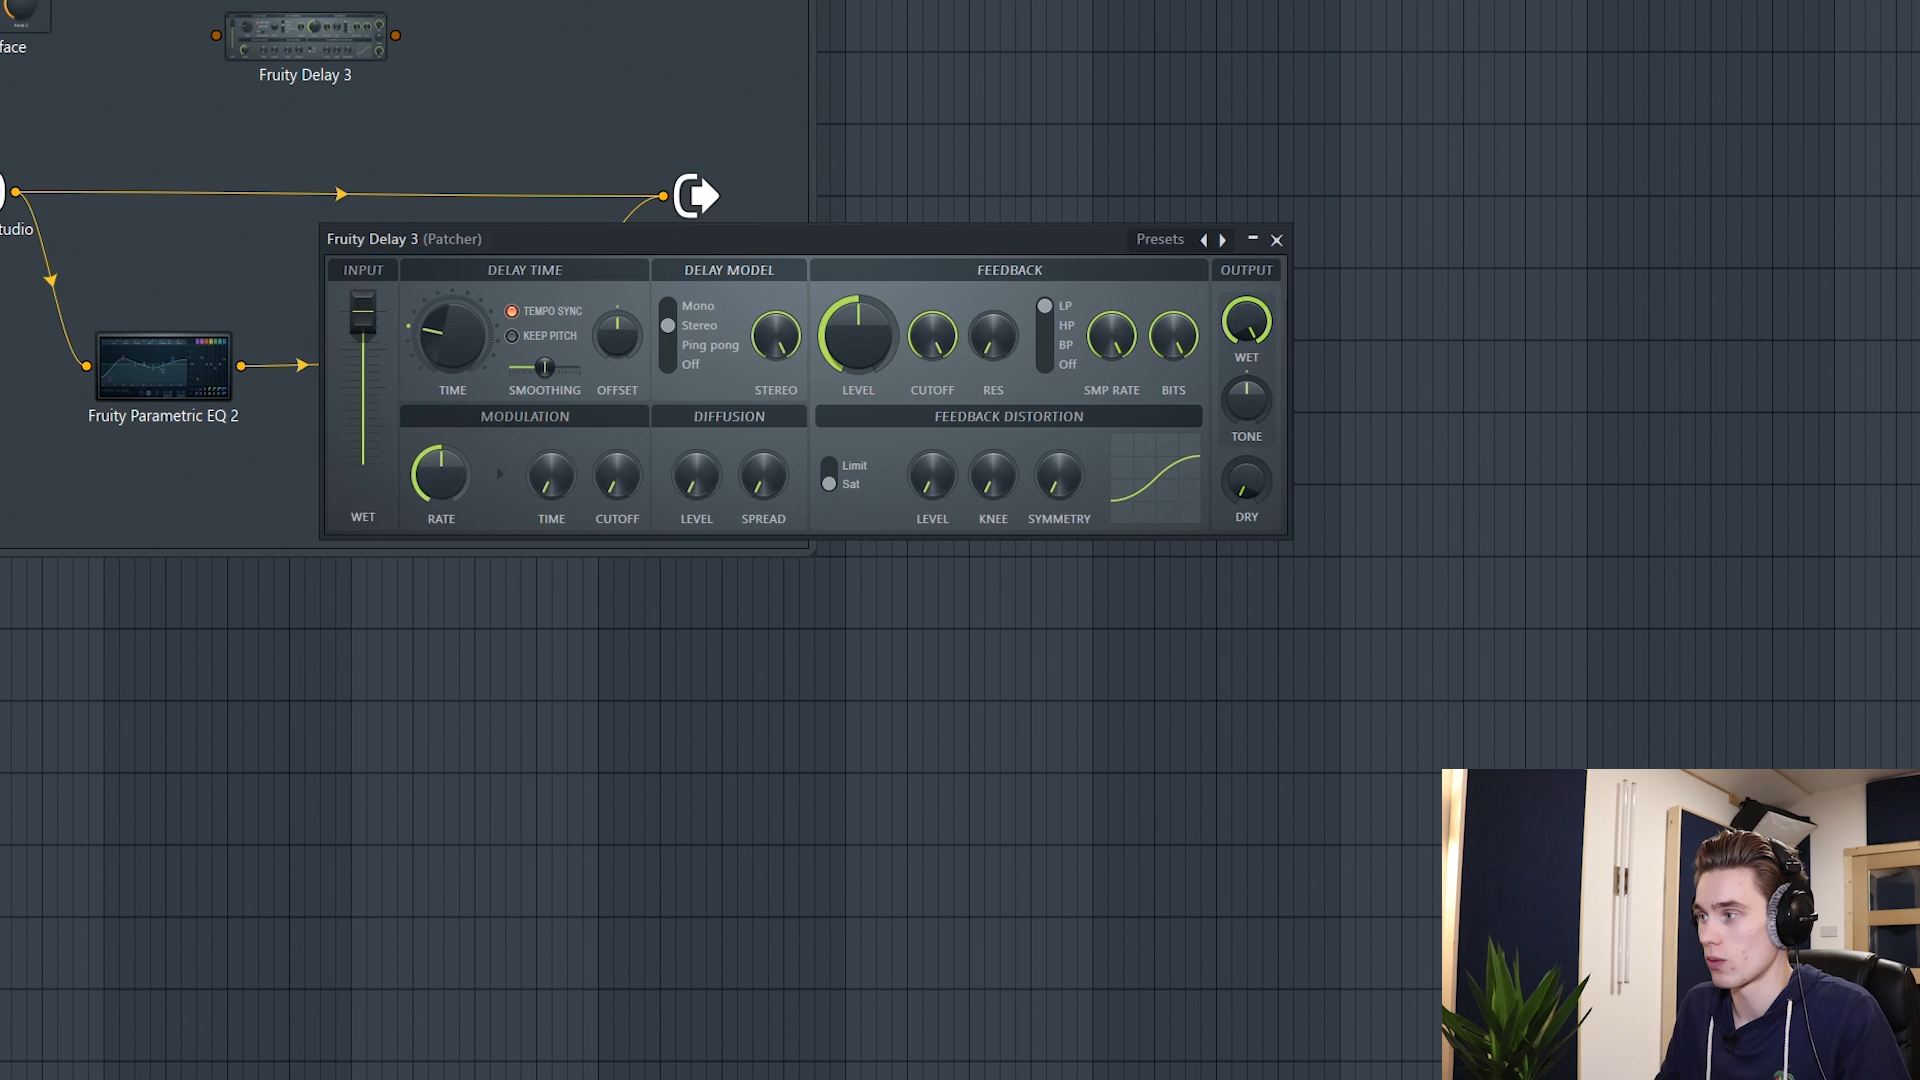 face
Fruity Delay 3
tudio
Fruity Parametric EQ 2
Fruity Delay 3 (Patcher)
Presets
INPUT
DELAY TIME
DELAY MODEL
FEEDBACK
OUTPUT
TEMPO SYNC
KEEP PITCH
Mono
Stereo
Ping pong
Off
LP
HP
BP
Off
WET
TIME
SMOOTHING
OFFSET
STEREO
LEVEL
CUTOFF
RES
SMP RATE
BITS
MODULATION
DIFFUSION
FEEDBACK DISTORTION
TONE
Limit
Sat
WET
RATE
TIME
CUTOFF
LEVEL
SPREAD
LEVEL
KNEE
SYMMETRY
DRY